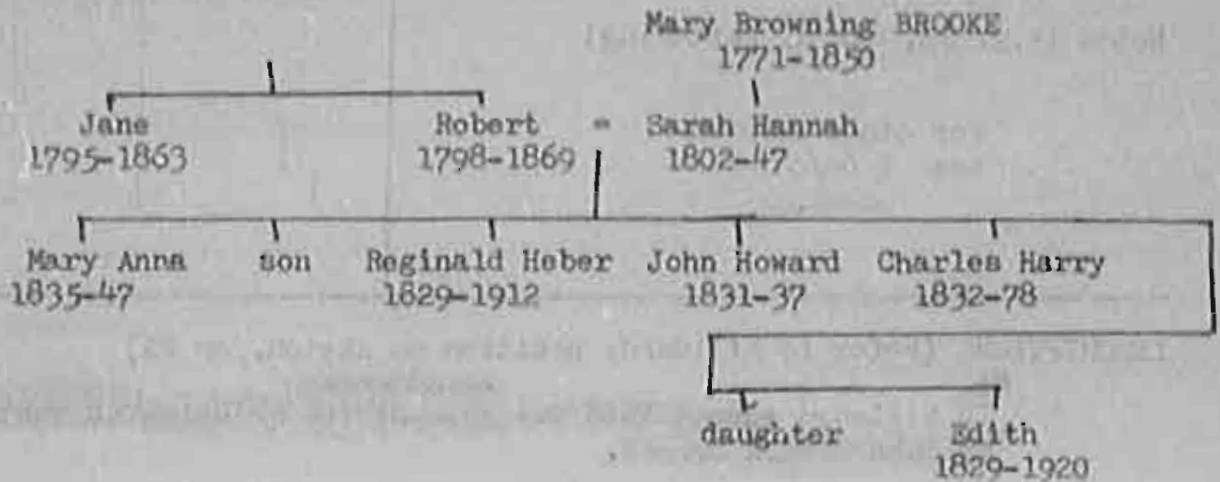 Mary Browning BROOKE
1771-1850
Jane Robert = Sarah Hannah
1795-1863 1798-1869 1802-47
Mary Anna son Reginald Heber John Howard Charles Harry
1835-47 1829-1912 1831-37 1832-78
daughter Edith
1829-1920